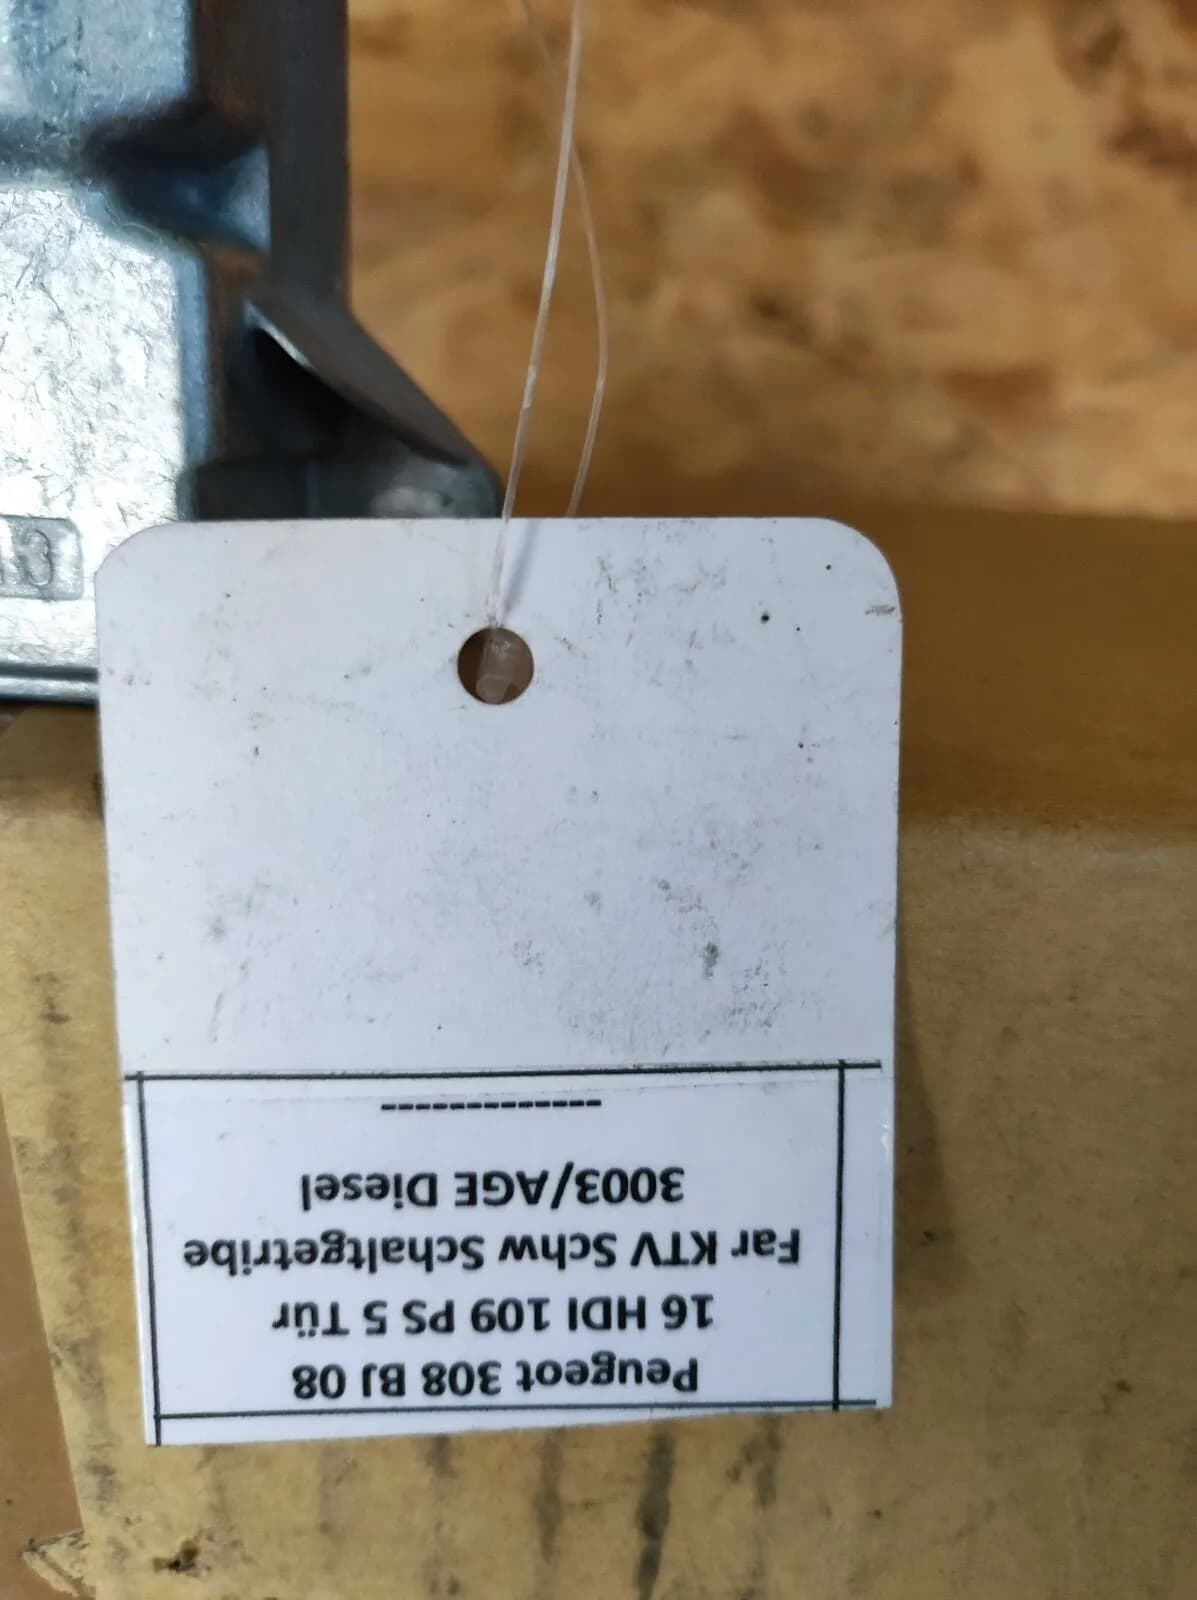 Peugeot 308 BJ 08
16 HDI 109 PS 5 Tür
Far KTV Schw Schaltgetribe
3003/AGE Diesel
-------------